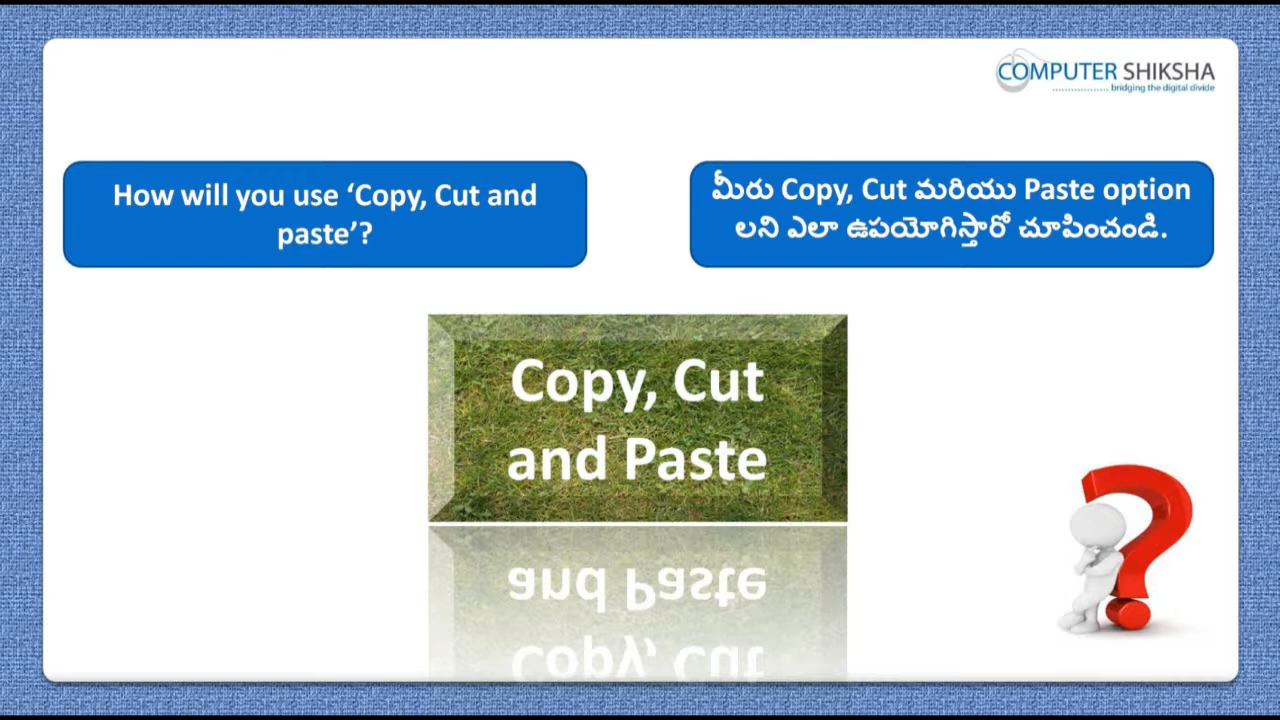 COMPUTER SHIKSHA
bridging the digital divide
How will you use ‘Copy, Cut and
paste’?
మీరు Copy, Cut మరియు Paste option
లని ఎలా ఉపయోగిస్తారో చూపించండి.
Copy, Cut
and Paste